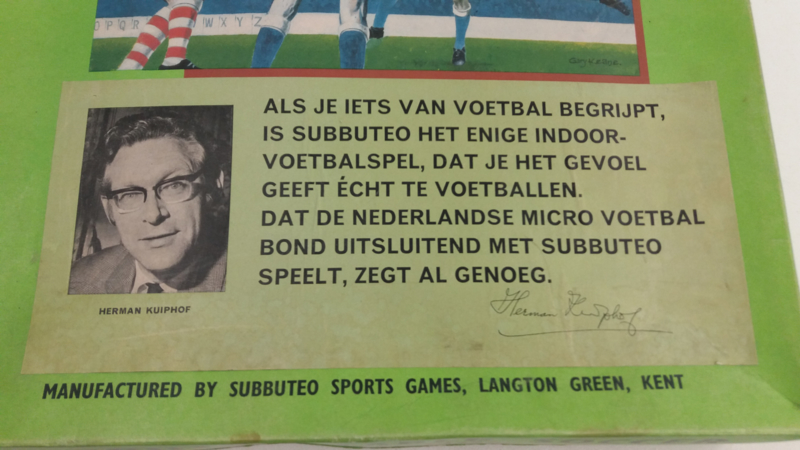 ALS JE IETS VAN VOETBAL BEGRIJPT,
IS SUBBUTEO HET ENIGE INDOOR-
VOETBALSPEL, DAT JE HET GEVOEL
GEEFT ÉCHT TE VOETBALLEN.
DAT DE NEDERLANDSE MICRO VOETBAL
BOND UITSLUITEND MET SUBBUTEO
SPEELT, ZEGT AL GENOEG.
HERMAN KUIPHOF
Herman Kuiphof
MANUFACTURED BY SUBBUTEO SPORTS GAMES, LANGTON GREEN, KENT